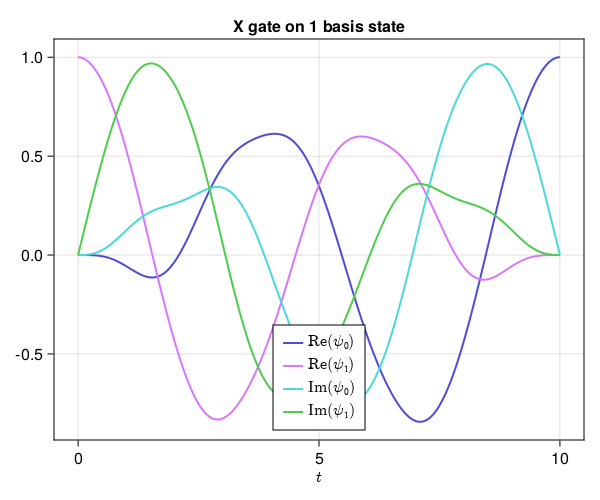 X gate on 1 basis state
1.0
0.5
0.0
-0.5
Re(ψ₀)
Re(ψ₁)
Im(ψ₀)
Im(ψ₁)
0 5 10
t